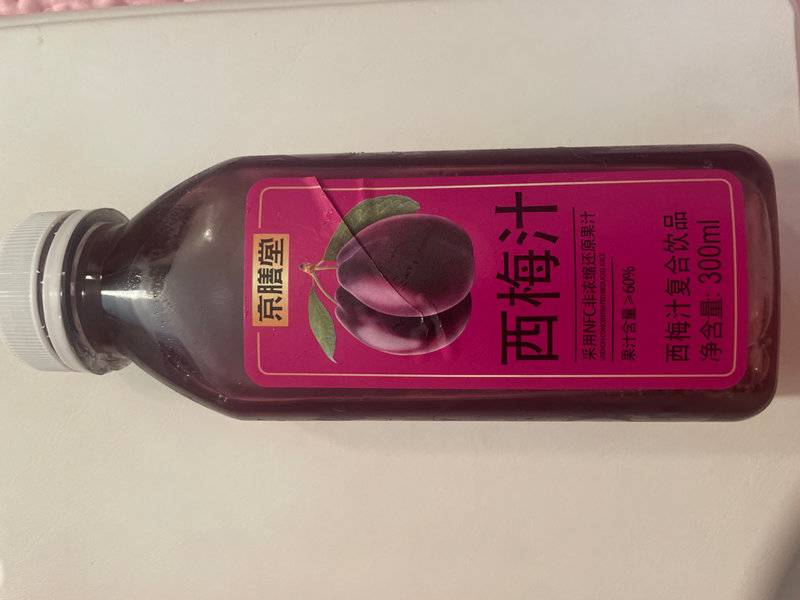 京膳堂
西梅汁
采用NFC非浓缩还原果汁
果汁含量≥60%
西梅汁复合饮品
净含量: 300ml